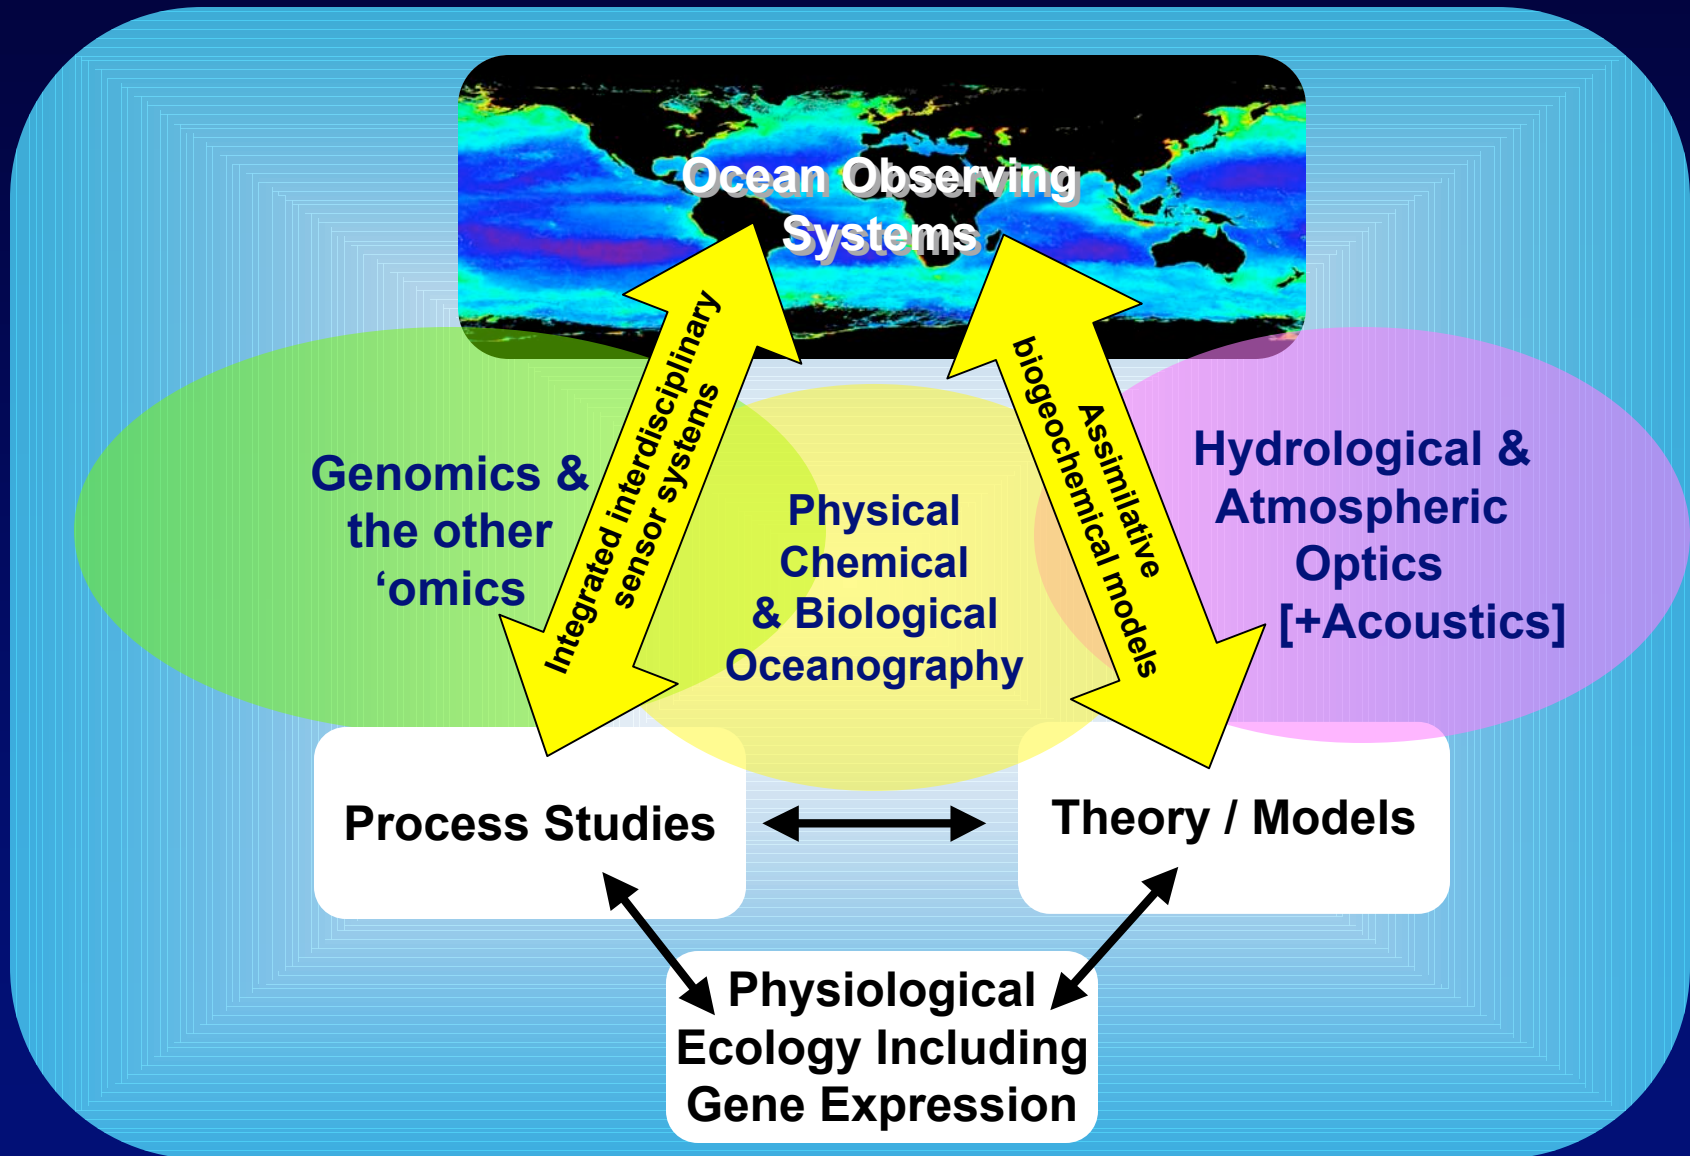 Ocean Observing
Systems
Integrated interdisciplinary
sensor systems
Assimilative
biogeochemical models
Genomics &
the other
‘omics
Physical
Chemical
& Biological
Oceanography
Hydrological &
Atmospheric
Optics
[+Acoustics]
Process Studies
Theory / Models
Physiological
Ecology Including
Gene Expression